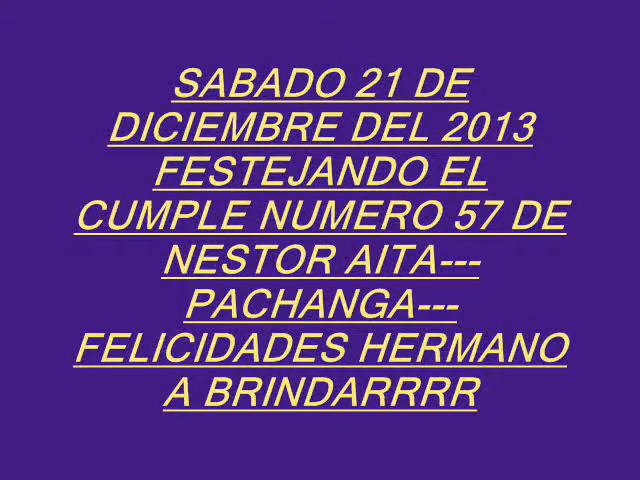 SABADO 21 DE
DICIEMBRE DEL 2013
FESTEJANDO EL
CUMPLE NUMERO 57 DE
NESTOR AITA---
PACHANGA---
FELICIDADES HERMANO
A BRINDARRRR